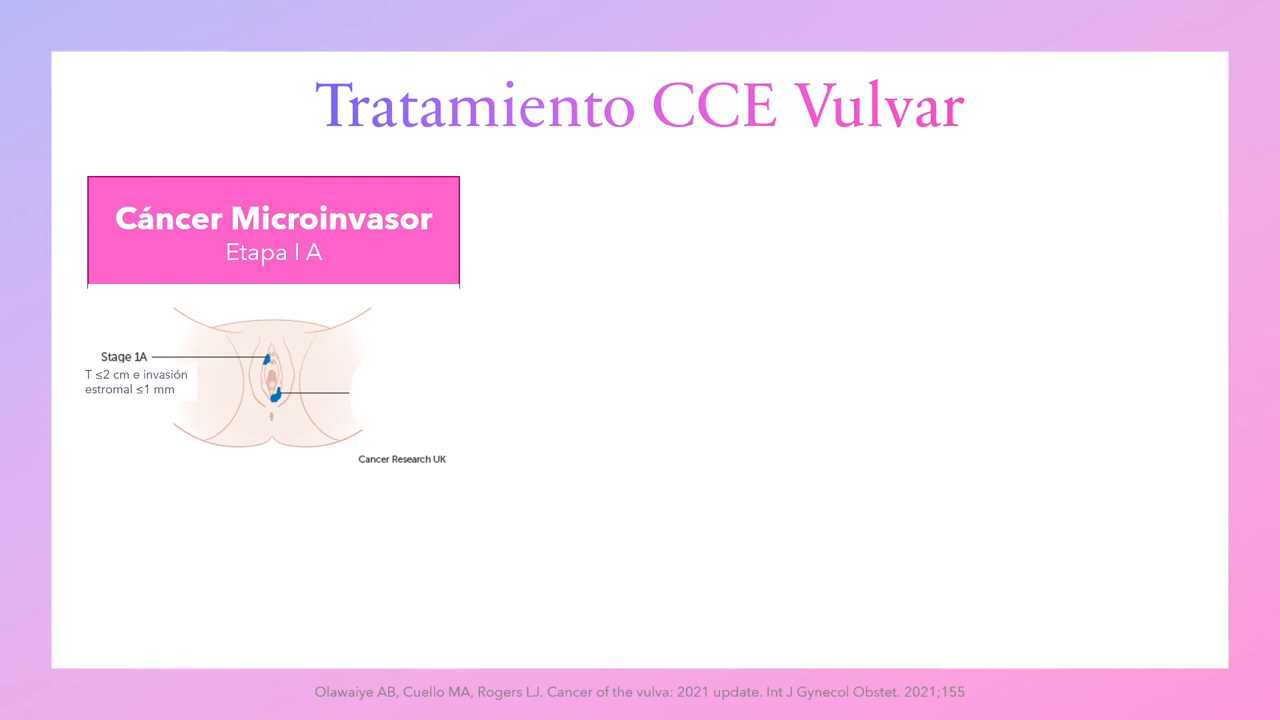 Tratamiento CCE Vulvar
Cáncer Microinvasor
Etapa I A
Stage 1A
T ≤2 cm e invasión
estromal ≤1 mm
Cancer Research UK
Olawaiye AB, Cuello MA, Rogers LJ. Cancer of the vulva: 2021 update. Int J Gynecol Obstet. 2021;155